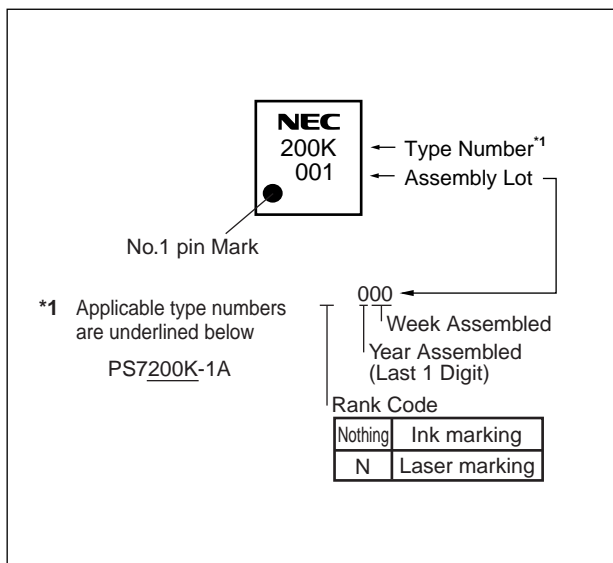 NEC
200K
001
Type Number*1
Assembly Lot
No.1 pin Mark
*1 Applicable type numbers
are underlined below
PS7200K-1A
000
Week Assembled
Year Assembled
(Last 1 Digit)
Rank Code
Nothing Ink marking
N Laser marking